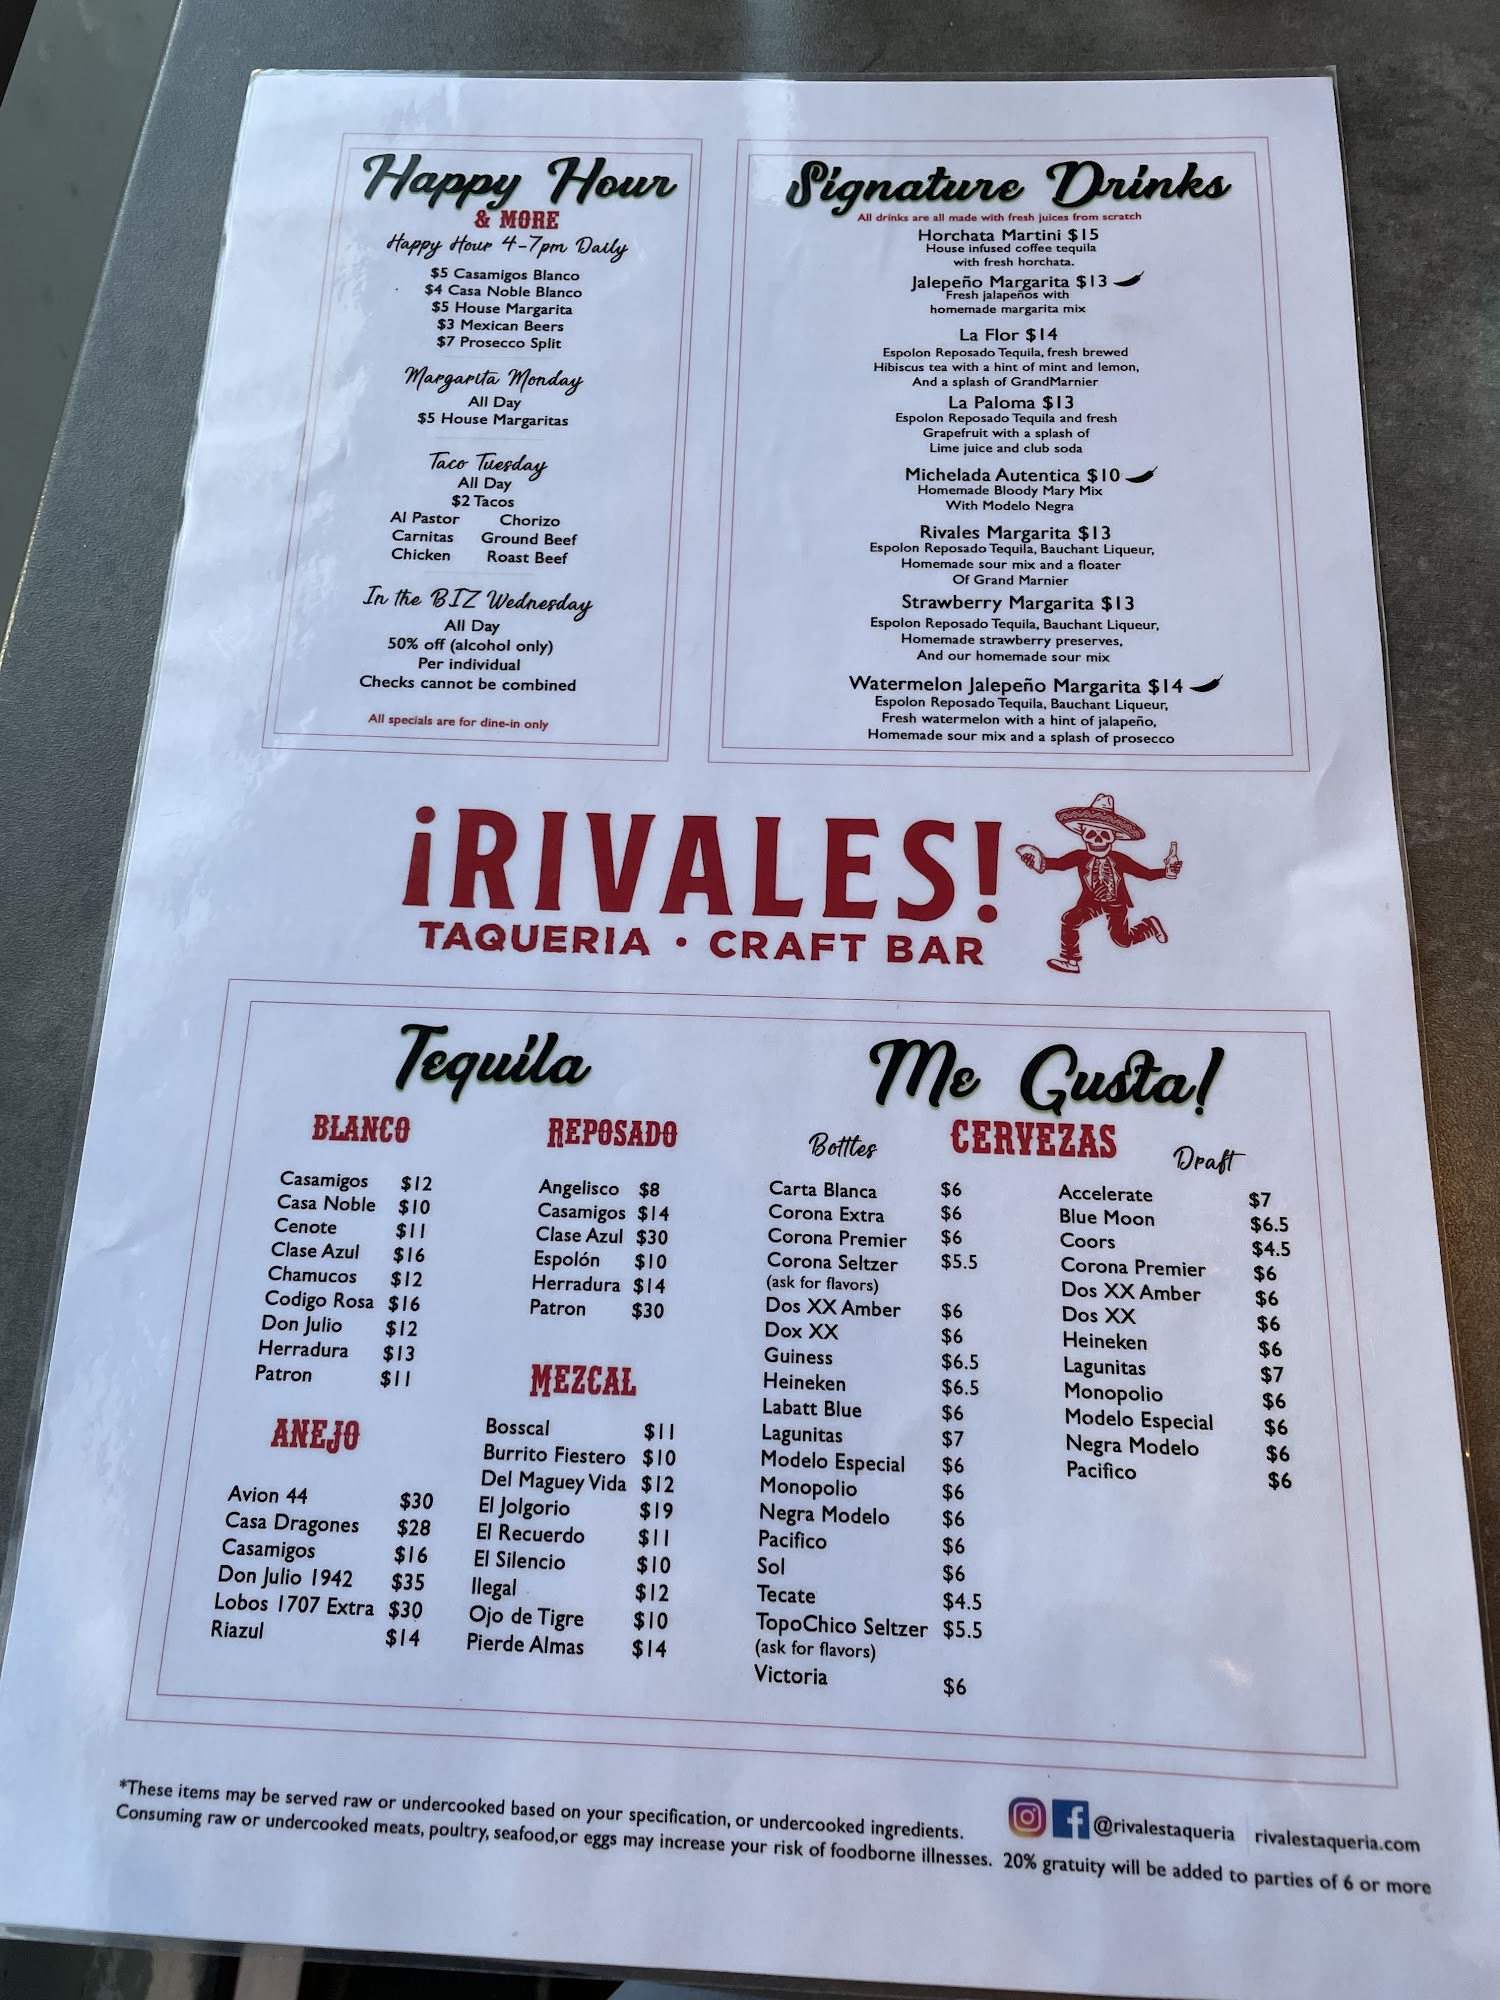 Happy Hour
& MORE
Happy Hour 4-7pm Daily
$5 Casamigos Blanco
$4 Casa Noble Blanco
$5 House Margarita
$3 Mexican Beers
$7 Prosecco Split
Margarita Monday
All Day
$5 House Margaritas
Taco Tuesday
All Day
$2 Tacos
Al Pastor Chorizo
Carnitas Ground Beef
Chicken Roast Beef
In the BIZ Wednesday
All Day
50% off (alcohol only)
Per individual
Checks cannot be combined
All specials are for dine-in only
Signature Drinks
All drinks are all made with fresh juices from scratch
Horchata Martini $15
House infused coffee tequila
with fresh horchata.
Jalepeño Margarita $13
Fresh jalapeños with
homemade margarita mix
La Flor $14
Espolon Reposado Tequila, fresh brewed
Hibiscus tea with a hint of mint and lemon,
And a splash of GrandMarnier
La Paloma $13
Espolon Reposado Tequila and fresh
Grapefruit with a splash of
Lime juice and club soda
Michelada Autentica $10
Homemade Bloody Mary Mix
With Modelo Negra
Rivales Margarita $13
Espolon Reposado Tequila, Bauchant Liqueur,
Homemade sour mix and a floater
Of Grand Marnier
Strawberry Margarita $13
Espolon Reposado Tequila, Bauchant Liqueur,
Homemade strawberry preserves,
And our homemade sour mix
Watermelon Jalepeño Margarita $14
Espolon Reposado Tequila, Bauchant Liqueur,
Fresh watermelon with a hint of jalapeño,
Homemade sour mix and a splash of prosecco
¡RIVALES!
TAQUERIA • CRAFT BAR
Tequila
BLANCO
Casamigos $12
Casa Noble $10
Cenote $11
Clase Azul $16
Chamucos $12
Codigo Rosa $16
Don Julio $12
Herradura $13
Patron $11
ANEJO
Avion 44 $30
Casa Dragones $28
Casamigos $16
Don Julio 1942 $35
Lobos 1707 Extra $30
Riazul $14
REPOSADO
Angelisco $8
Casamigos $14
Clase Azul $30
Espolón $10
Herradura $14
Patron $30
MEZCAL
Bosscal $11
Burrito Fiestero $10
Del Maguey Vida $12
El Jolgorio $19
El Recuerdo $11
El Silencio $10
Ilegal $12
Ojo de Tigre $10
Pierde Almas $14
Me Gusta!
CERVEZAS
Botttes
Carta Blanca $6
Corona Extra $6
Corona Premier $6
Corona Seltzer $5.5
(ask for flavors)
Dos XX Amber $6
Dox XX $6
Guiness $6.5
Heineken $6.5
Labatt Blue $6
Lagunitas $7
Modelo Especial $6
Monopolio $6
Negra Modelo $6
Pacifico $6
Sol $6
Tecate $4.5
TopoChico Seltzer $5.5
(ask for flavors)
Victoria $6
Draft
Accelerate $7
Blue Moon $6.5
Coors $4.5
Corona Premier $6
Dos XX Amber $6
Dos XX $6
Heineken $6
Lagunitas $7
Monopolio $6
Modelo Especial $6
Negra Modelo $6
Pacifico $6
*These items may be served raw or undercooked based on your specification, or undercooked ingredients.
Consuming raw or undercooked meats, poultry, seafood,or eggs may increase your risk of foodborne illnesses. 20% gratuity will be added to parties of 6 or more
@rivalestaqueria rivalestaqueria.com